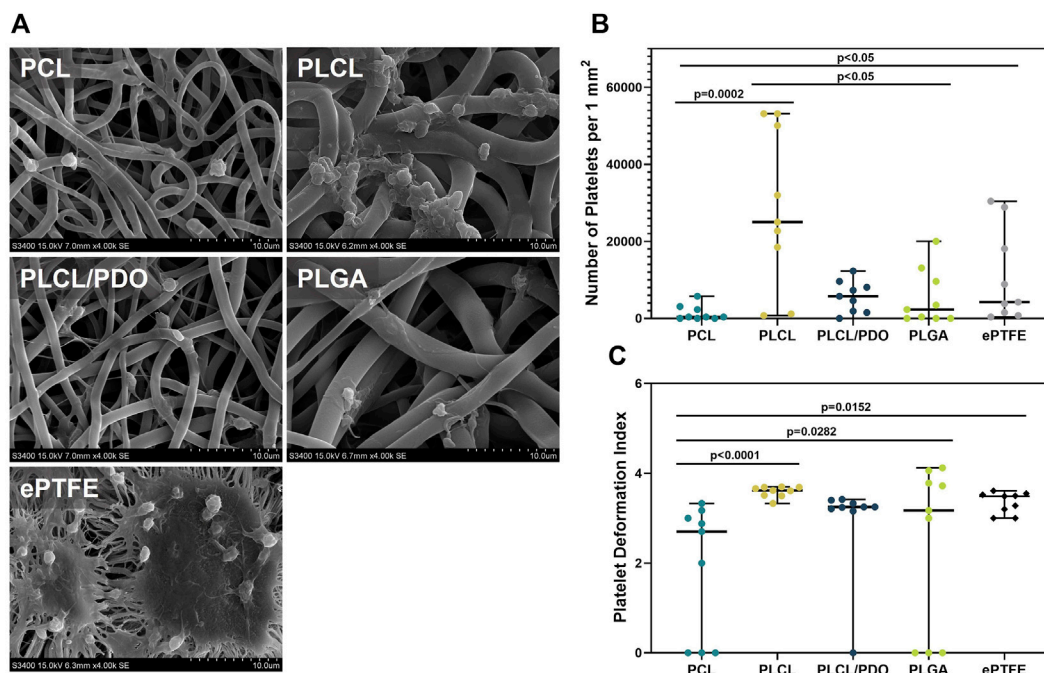 A
PCL
S3400 15.0kV 7.0mm x4.00k SE
10.0um
PLCL
S3400 15.0kV 6.2mm x4.00k SE
10.0um
PLCL/PDO
S3400 15.0kV 7.0mm x4.00k SE
10.0um
PLGA
S3400 15.0kV 6.7mm x4.00k SE
10.0um
ePTFE
S3400 15.0kV 6.3mm x4.00k SE
10.0um
B
Number of Platelets per 1 mm²
60000
40000
20000
0
p<0.05
p<0.05
p=0.0002
PCL PLCL PLCL/PDO PLGA ePTFE
C
Platelet Deformation Index
6
4
2
0
p=0.0152
p=0.0282
p<0.0001
PCL PLCL PLCL/PDO PLGA ePTFE